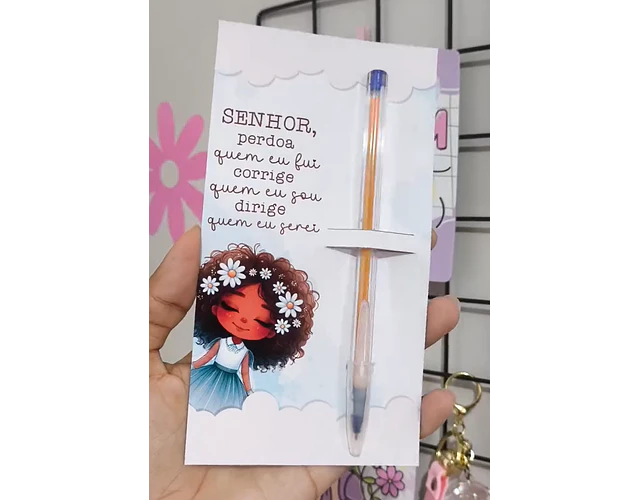 SENHOR,
perdoa
quem eu fui
corrige
quem eu sou
dirige
quem eu serei